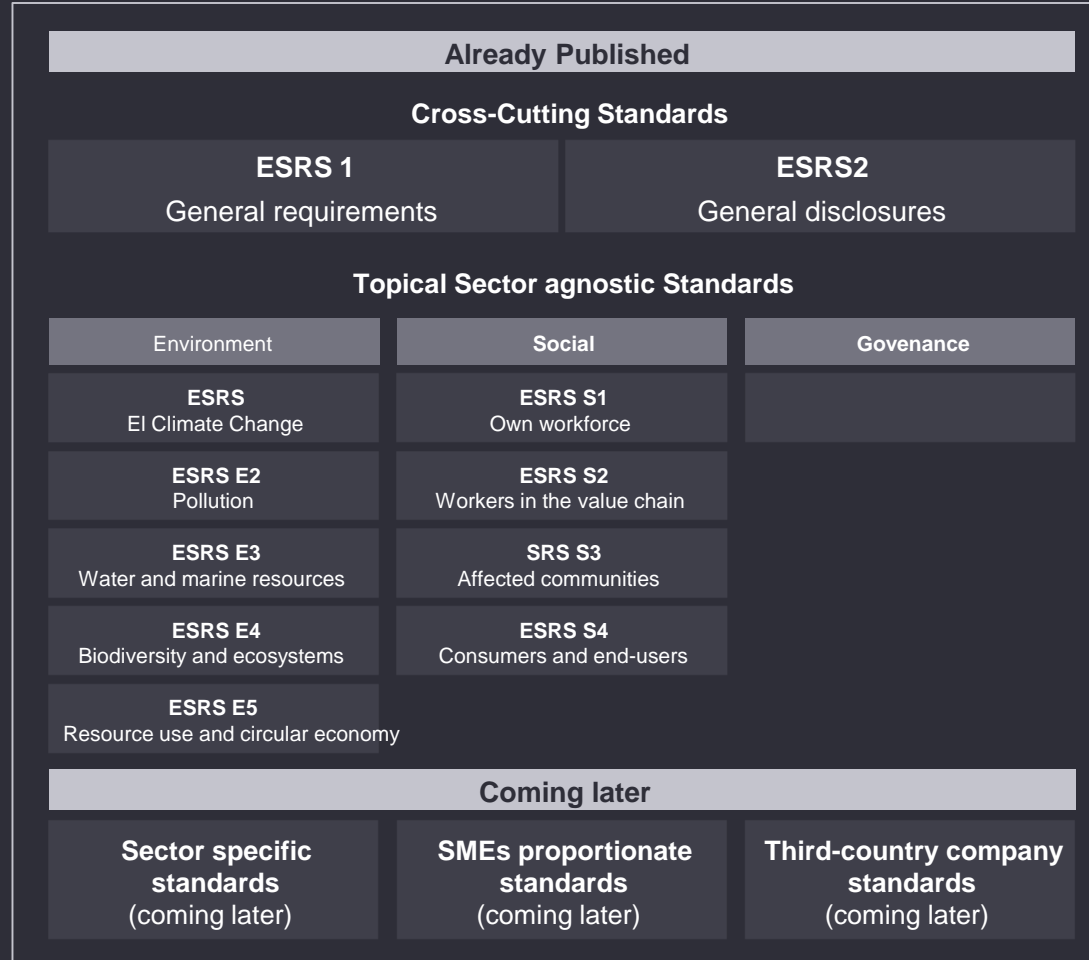 Already Published
Cross-Cutting Standards
ESRS 1
General requirements
ESRS2
General disclosures
Topical Sector agnostic Standards
Environment
Social
Govenance
ESRS
El Climate Change
ESRS S1
Own workforce
ESRS E2
Pollution
ESRS S2
Workers in the value chain
ESRS E3
Water and marine resources
SRS S3
Affected communities
ESRS E4
Biodiversity and ecosystems
ESRS S4
Consumers and end-users
ESRS E5
Resource use and circular economy
Coming later
Sector specific
standards
(coming later)
SMEs proportionate
standards
(coming later)
Third-country company
standards
(coming later)